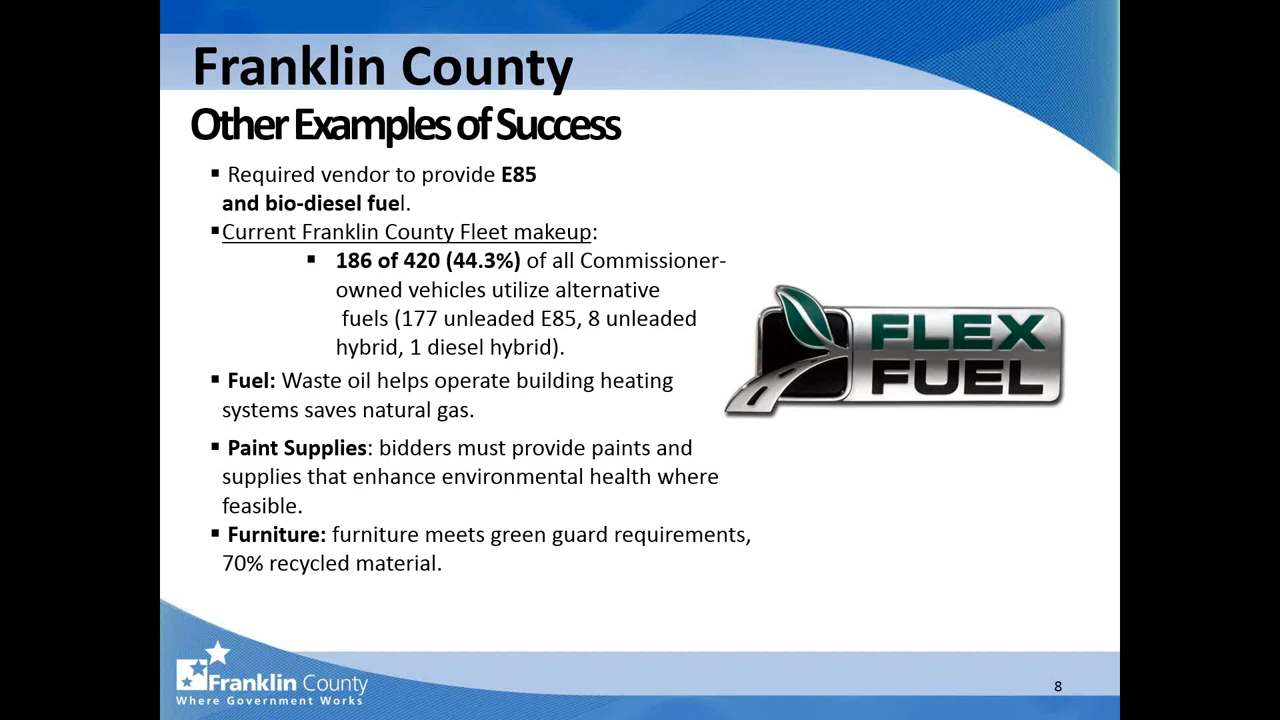 Franklin County
Other Examples of Success
▪ Required vendor to provide E85
and bio-diesel fuel.
▪ Current Franklin County Fleet makeup:
▪ 186 of 420 (44.3%) of all Commissioner-
owned vehicles utilize alternative
fuels (177 unleaded E85, 8 unleaded
hybrid, 1 diesel hybrid).
▪ Fuel: Waste oil helps operate building heating
systems saves natural gas.
▪ Paint Supplies: bidders must provide paints and
supplies that enhance environmental health where
feasible.
▪ Furniture: furniture meets green guard requirements,
70% recycled material.
FLEX
FUEL
Franklin County
Where Government Works
8